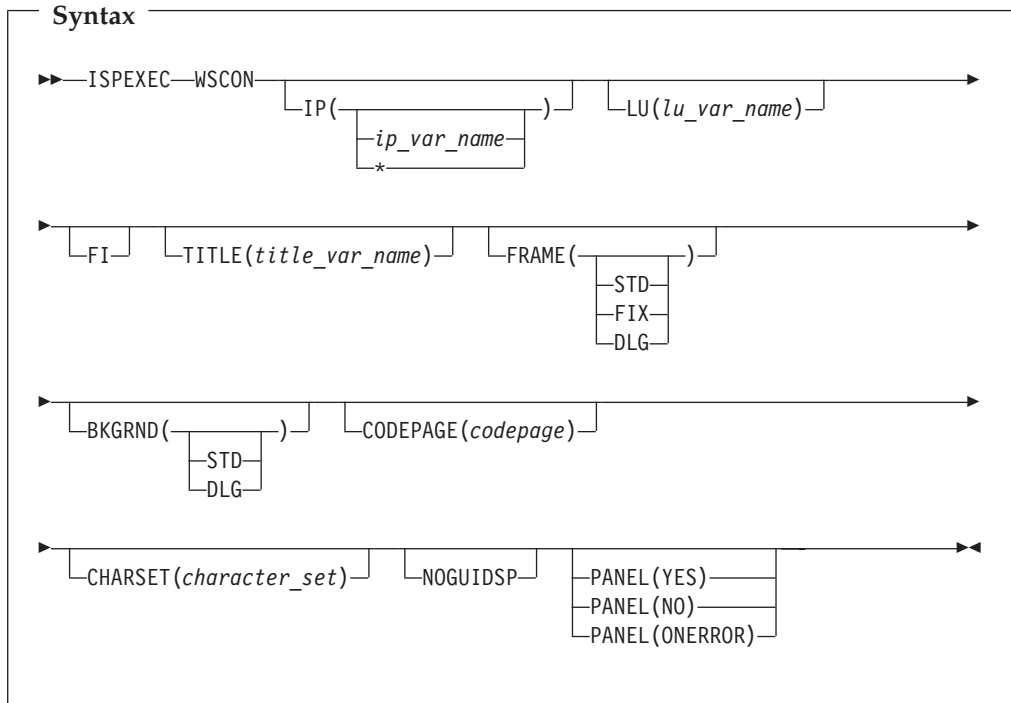 Syntax
ISPEXEC WSCON IP( ) LU(lu_var_name)
ip_var_name
*
FI TITLE(title_var_name) FRAME( )
STD
FIX
DLG
BKGRND( ) CODEPAGE(codepage)
STD
DLG
CHARSET(character_set) NOGUIDSP PANEL(YES)
PANEL(NO)
PANEL(ONERROR)